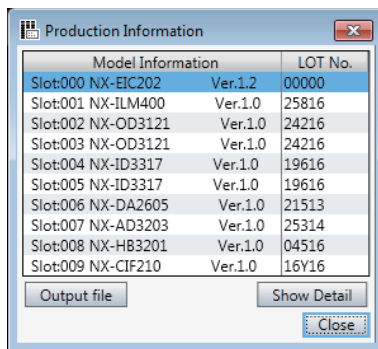 Production Information
Model Information LOT No.
Slot:000 NX-EIC202 Ver.1.2 00000
Slot:001 NX-ILM400 Ver.1.0 25816
Slot:002 NX-OD3121 Ver.1.0 24216
Slot:003 NX-OD3121 Ver.1.0 24216
Slot:004 NX-ID3317 Ver.1.0 19616
Slot:005 NX-ID3317 Ver.1.0 19616
Slot:006 NX-DA2605 Ver.1.0 21513
Slot:007 NX-AD3203 Ver.1.0 25314
Slot:008 NX-HB3201 Ver.1.0 04516
Slot:009 NX-CIF210 Ver.1.0 16Y16
Output file Show Detail
Close